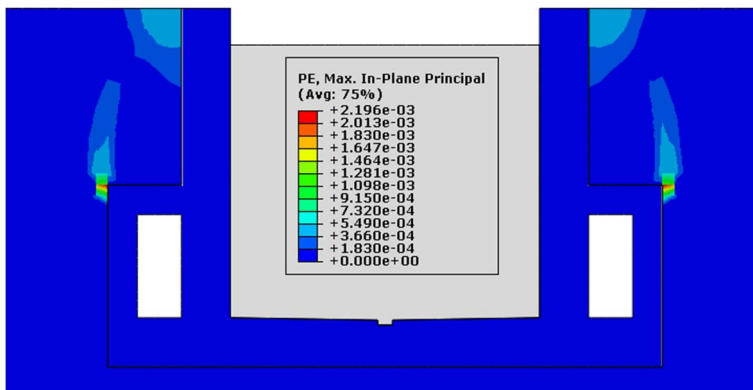 PE, Max. In-Plane Principal
(Avg: 75%)
+2.196e-03
+2.013e-03
+1.830e-03
+1.647e-03
+1.464e-03
+1.281e-03
+1.098e-03
+9.150e-04
+7.320e-04
+5.490e-04
+3.660e-04
+1.830e-04
+0.000e+00